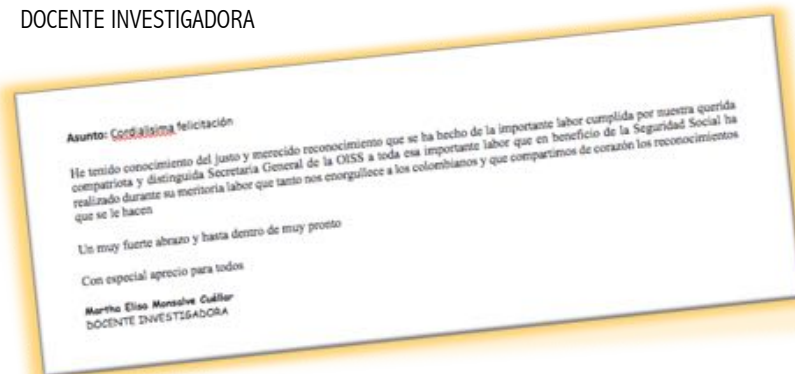 DOCENTE INVESTIGADORA
Asunto: Cordialísima felicitación
He tenido conocimiento del justo y merecido reconocimiento que se ha hecho de la importante labor cumplida por nuestra querida
compatriota y distinguida Secretaria General de la OISS a toda esa importante labor que en beneficio de la Seguridad Social ha
realizado durante su meritoria labor que tanto nos enorgullece a los colombianos y que compartimos de corazón los reconocimientos
que se le hacen
Un muy fuerte abrazo y hasta dentro de muy pronto
Con especial aprecio para todos
Martha Elisa Monsalve Cuéllar
DOCENTE INVESTIGADORA